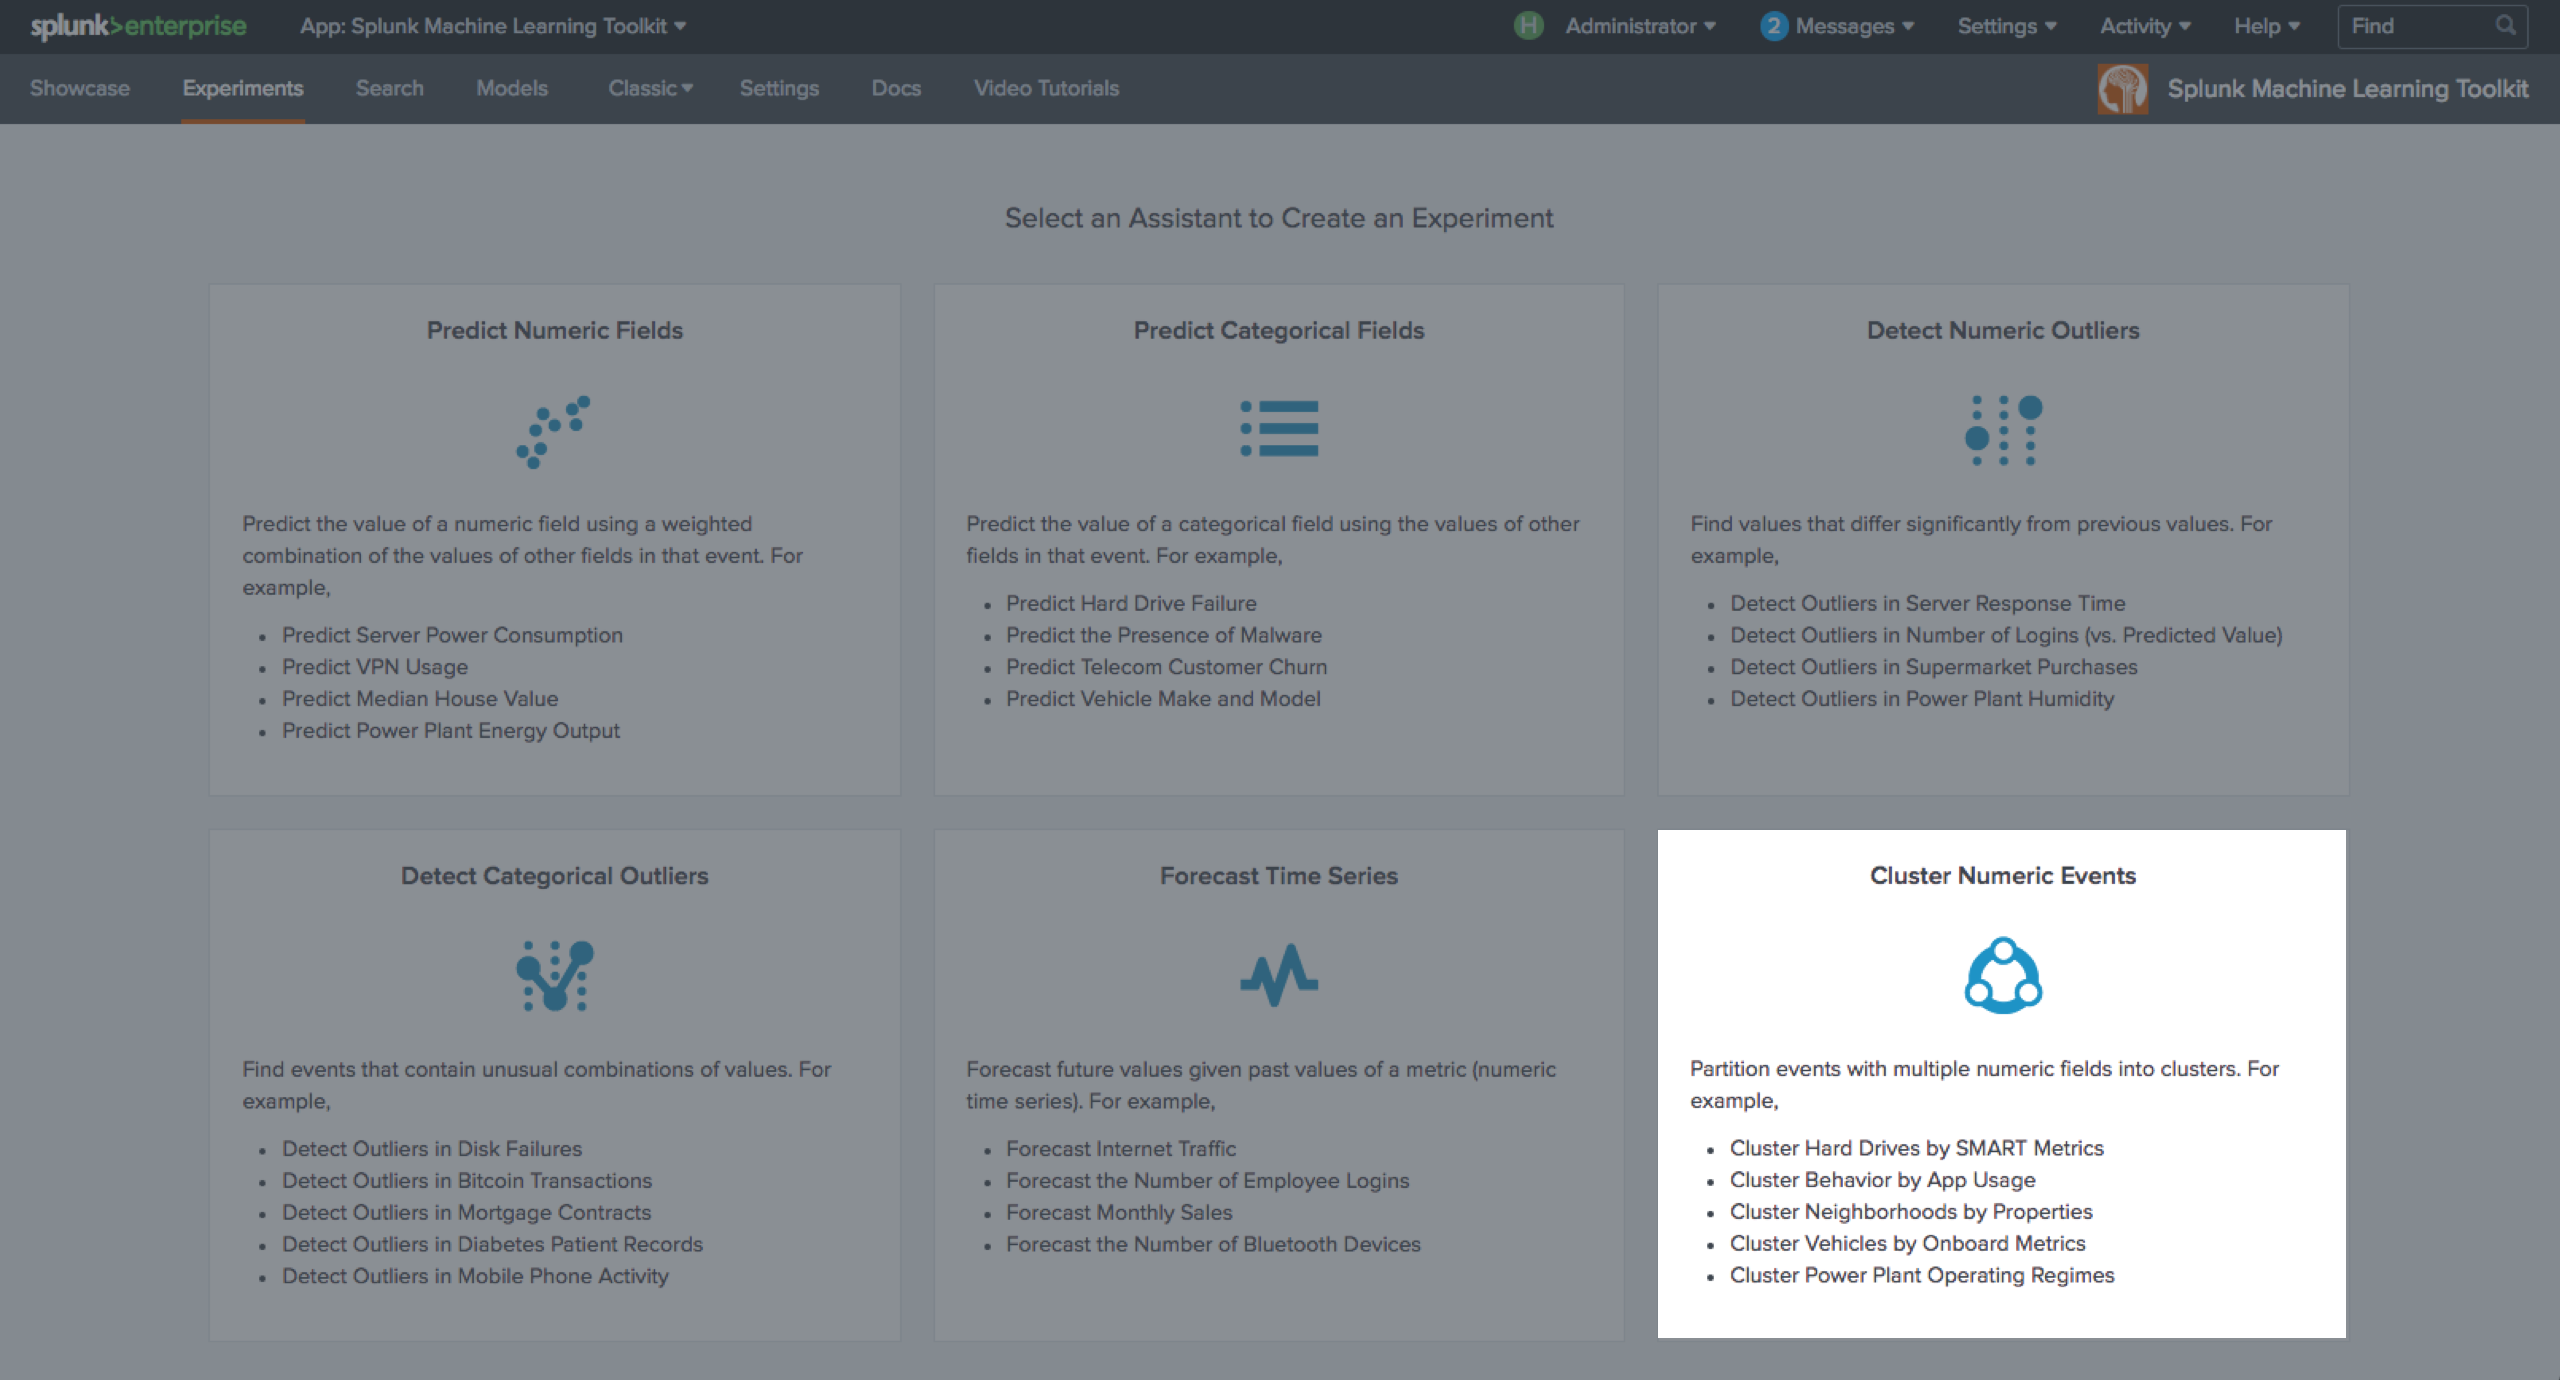 splunk>enterprise App: Splunk Machine Learning Toolkit H Administrator 2 Messages Settings Activity Help Find
Showcase Experiments Search Models Classic Settings Docs Video Tutorials Splunk Machine Learning Toolkit
Select an Assistant to Create an Experiment
Predict Numeric Fields
Predict the value of a numeric field using a weighted
combination of the values of other fields in that event. For
example,
• Predict Server Power Consumption
• Predict VPN Usage
• Predict Median House Value
• Predict Power Plant Energy Output
Predict Categorical Fields
Predict the value of a categorical field using the values of other
fields in that event. For example,
• Predict Hard Drive Failure
• Predict the Presence of Malware
• Predict Telecom Customer Churn
• Predict Vehicle Make and Model
Detect Numeric Outliers
Find values that differ significantly from previous values. For
example,
• Detect Outliers in Server Response Time
• Detect Outliers in Number of Logins (vs. Predicted Value)
• Detect Outliers in Supermarket Purchases
• Detect Outliers in Power Plant Humidity
Detect Categorical Outliers
Find events that contain unusual combinations of values. For
example,
• Detect Outliers in Disk Failures
• Detect Outliers in Bitcoin Transactions
• Detect Outliers in Mortgage Contracts
• Detect Outliers in Diabetes Patient Records
• Detect Outliers in Mobile Phone Activity
Forecast Time Series
Forecast future values given past values of a metric (numeric
time series). For example,
• Forecast Internet Traffic
• Forecast the Number of Employee Logins
• Forecast Monthly Sales
• Forecast the Number of Bluetooth Devices
Cluster Numeric Events
Partition events with multiple numeric fields into clusters. For
example,
• Cluster Hard Drives by SMART Metrics
• Cluster Behavior by App Usage
• Cluster Neighborhoods by Properties
• Cluster Vehicles by Onboard Metrics
• Cluster Power Plant Operating Regimes